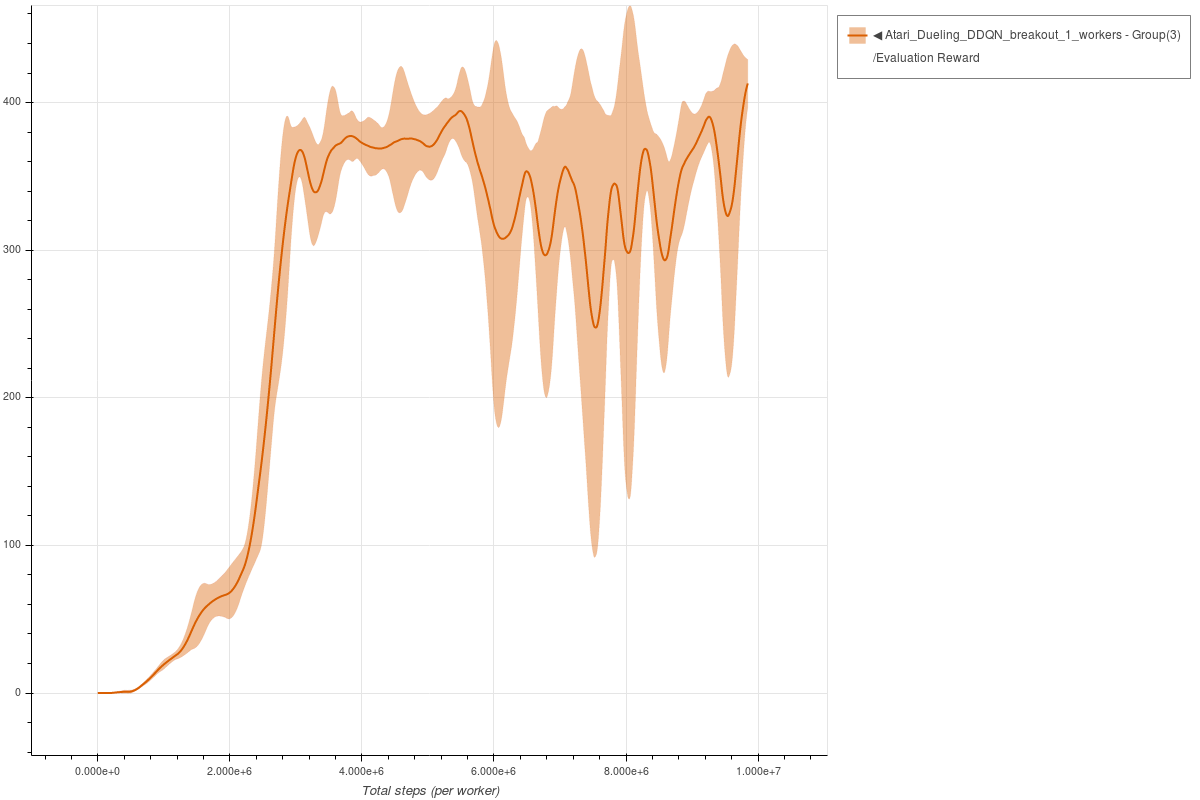 ◀ Atari_Dueling_DDQN_breakout_1_workers - Group(3)
/Evaluation Reward
400
300
200
100
0
0.000e+0 2.000e+6 4.000e+6 6.000e+6 8.000e+6 1.000e+7
Total steps (per worker)